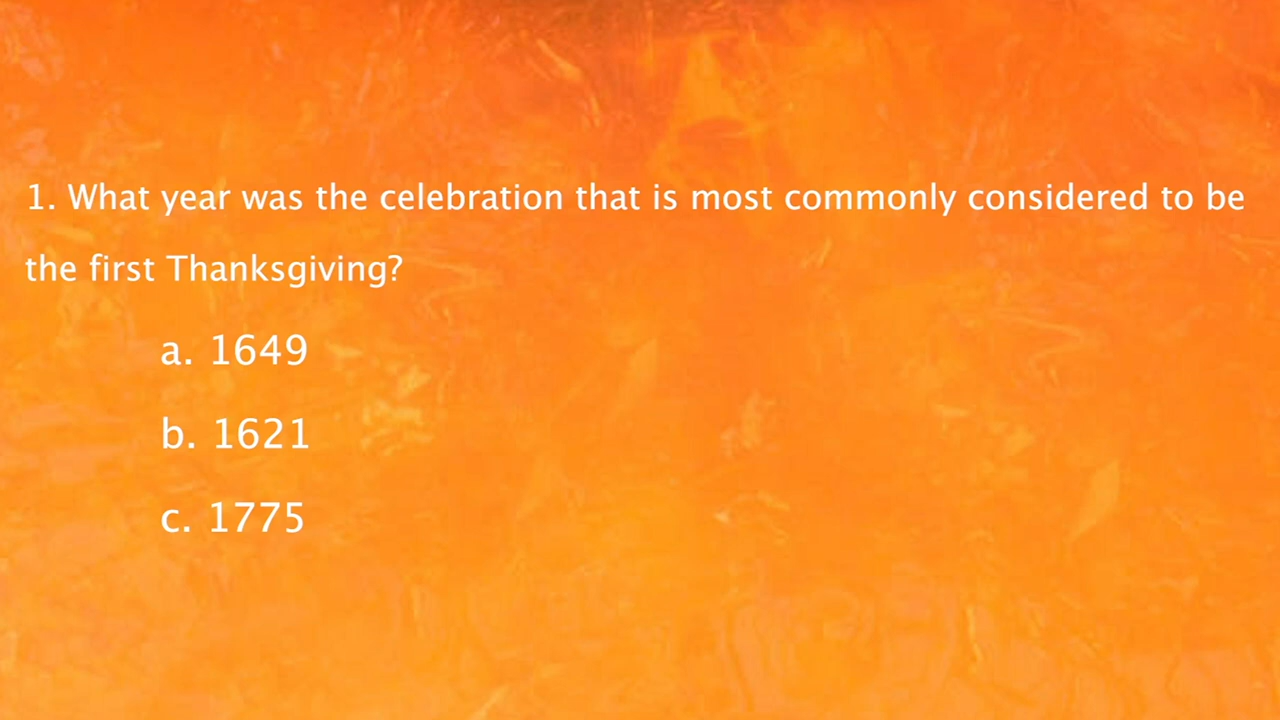 1. What year was the celebration that is most commonly considered to be
the first Thanksgiving?
a. 1649
b. 1621
c. 1775